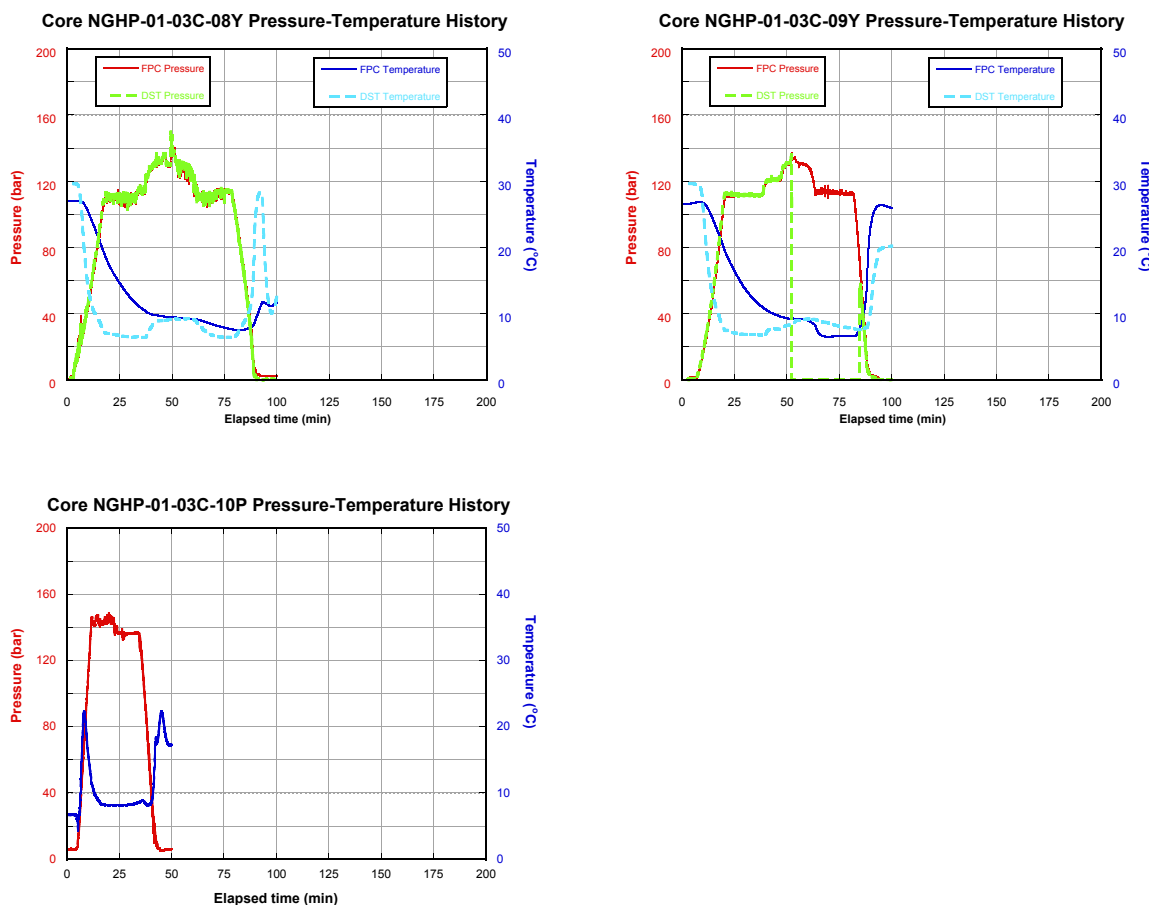 Core NGHP-01-03C-08Y Pressure-Temperature History
200
160
120
80
40
0
Pressure (bar)
FPC Pressure
DST Pressure
FPC Temperature
DST Temperature
50
40
30
20
10
0
Temperature (°C)
0 25 50 75 100 125 150 175 200
Elapsed time (min)
Core NGHP-01-03C-09Y Pressure-Temperature History
200
160
120
80
40
0
Pressure (bar)
FPC Pressure
DST Pressure
FPC Temperature
DST Temperature
50
40
30
20
10
0
Temperature (°C)
0 25 50 75 100 125 150 175 200
Elapsed time (min)
Core NGHP-01-03C-10P Pressure-Temperature History
200
160
120
80
40
0
Pressure (bar)
50
40
30
20
10
0
Temperature (°C)
0 25 50 75 100 125 150 175 200
Elapsed time (min)